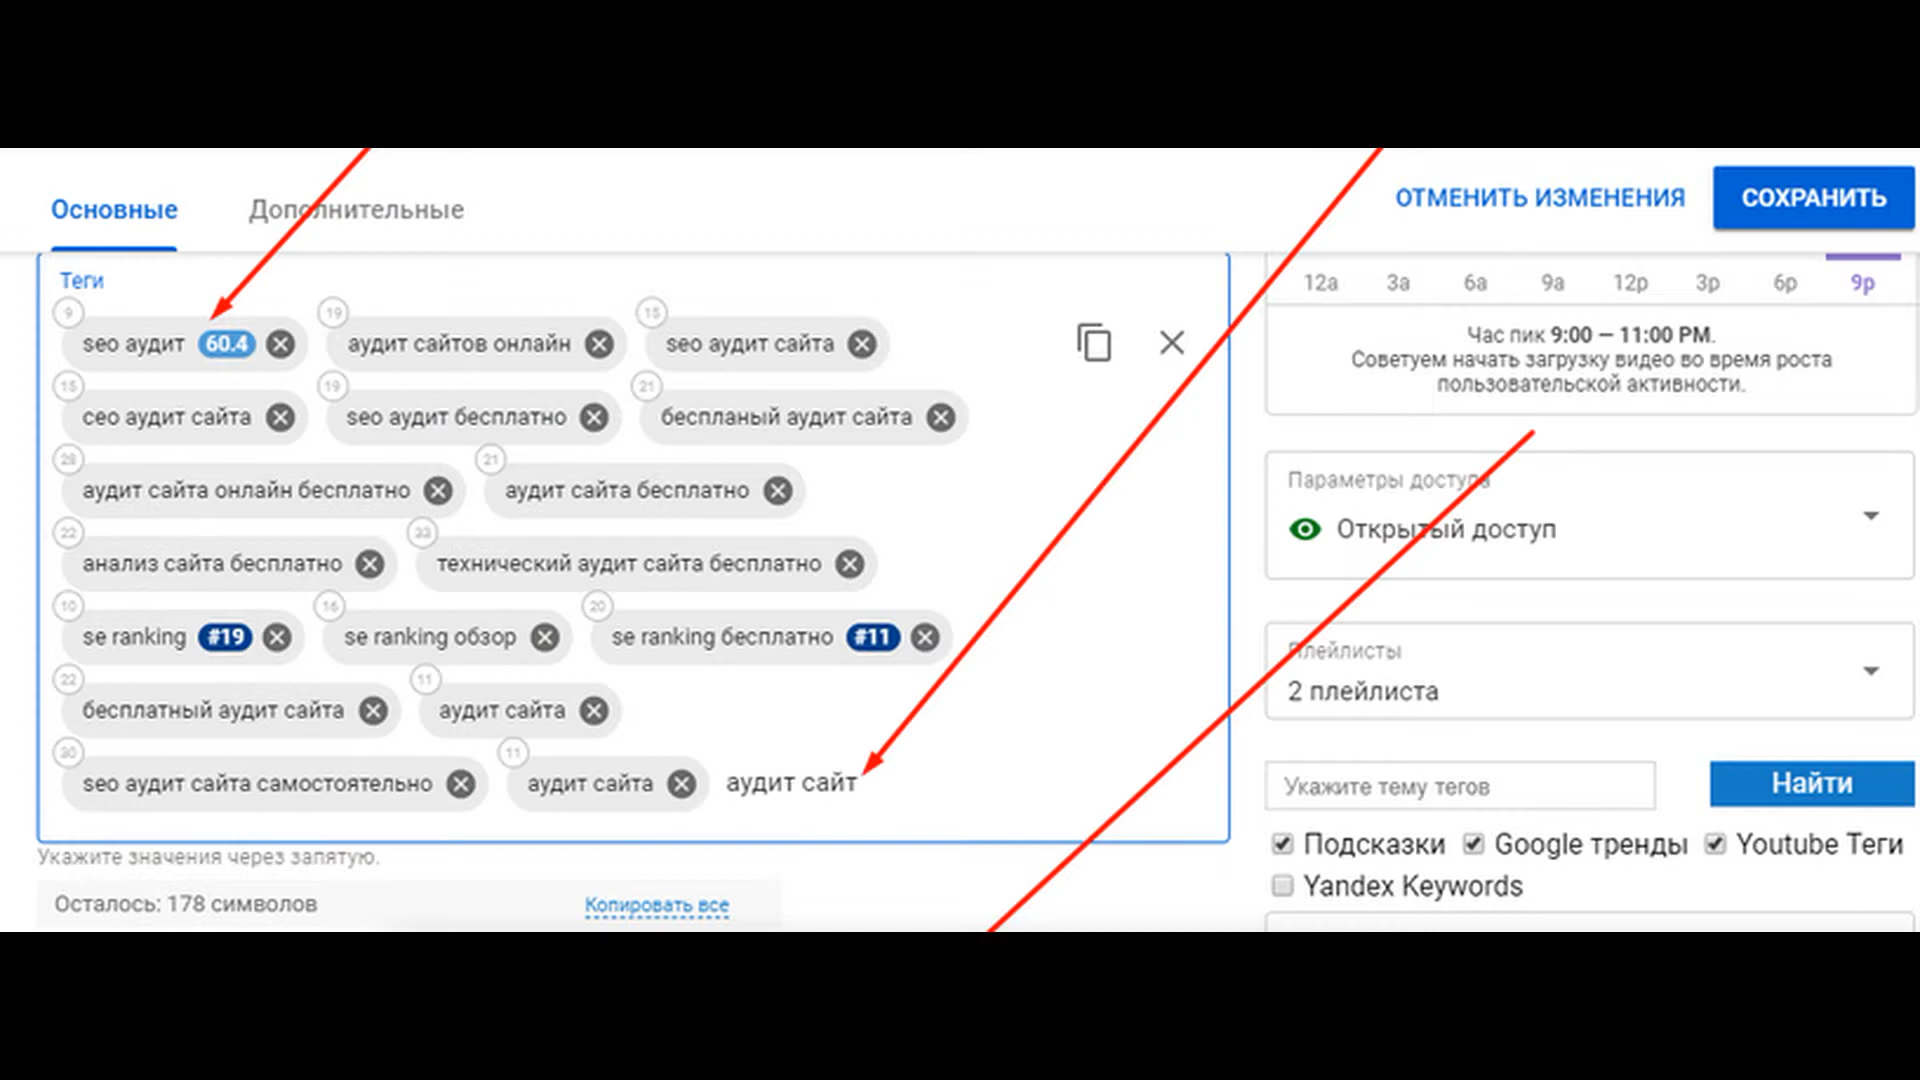 Основные Дополнительные ОТМЕНИТЬ ИЗМЕНЕНИЯ СОХРАНИТЬ
Теги
9 19 15
seo аудит 60.4 аудит сайтов онлайн seo аудит сайта
15 19 21
сео аудит сайта seo аудит бесплатно беспланый аудит сайта
28 21
аудит сайта онлайн бесплатно аудит сайта бесплатно
22 33
анализ сайта бесплатно технический аудит сайта бесплатно
10 16 20
se ranking #19 se ranking обзор se ranking бесплатно #11
22 11
бесплатный аудит сайта аудит сайта
30 11
seo аудит сайта самостоятельно аудит сайта аудит сайт
Укажите значения через запятую.
Осталось: 178 символов Копировать все
12a 3a 6a 9a 12p 3p 6p 9p
Час пик 9:00 — 11:00 PM.
Советуем начать загрузку видео во время роста
пользовательской активности.
Параметры доступа
Открытый доступ
Плейлисты
2 плейлиста
Укажите тему тегов Найти
Подсказки Google тренды Youtube Теги
Yandex Keywords